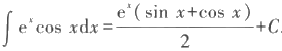 ∫ eˣcos xdx = eˣ(sin x+cos x)/2 + C.